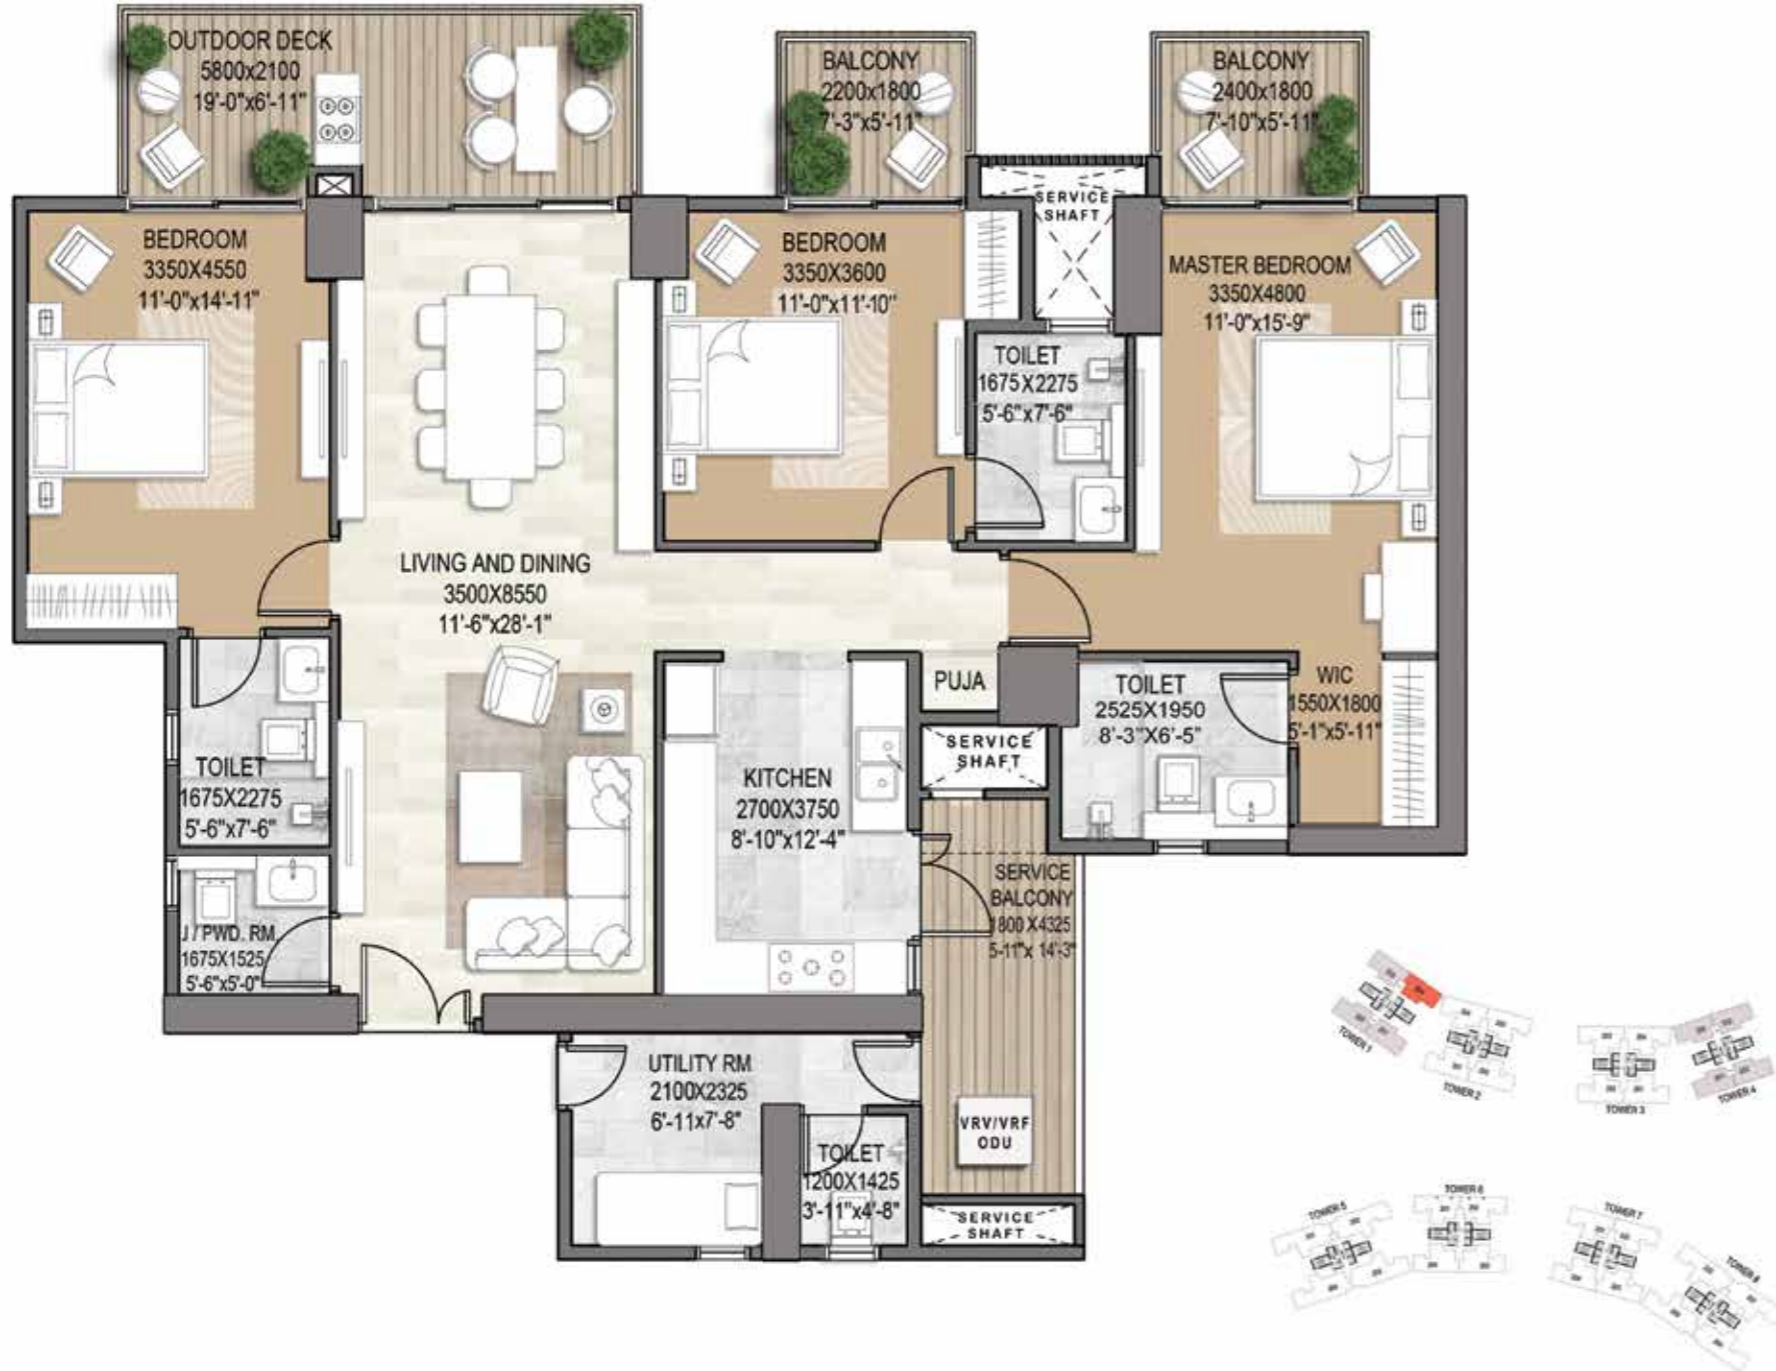 OUTDOOR DECK
5800x2100
19'-0"x6'-11"
BALCONY
2200x1800
7'-3"x5'-11"
BALCONY
2400x1800
7'-10"x5'-11"
SERVICE
SHAFT
BEDROOM
3350X4550
11'-0"x14'-11"
BEDROOM
3350X3600
11'-0"x11'-10"
MASTER BEDROOM
3350X4800
11'-0"x15'-9"
TOILET
1675X2275
5'-6"x7'-6"
LIVING AND DINING
3500X8550
11'-6"x28'-1"
PUJA
TOILET
2525X1950
8'-3"X6'-5"
WIC
1550X1800
5'-1"x5'-11"
SERVICE
SHAFT
TOILET
1675X2275
5'-6"x7'-6"
KITCHEN
2700X3750
8'-10"x12'-4"
SERVICE
BALCONY
1800 X4325
5-11"x 14'-3"
/ PWD. RM.
1675X1525
5'-6"x5'-0"
UTILITY RM
2100X2325
6'-11x7'-8"
VRV/VRF
ODU
TOILET
1200X1425
3'-11"x4'-8"
SERVICE
SHAFT
TOWER 1
TOWER 2
TOWER 3
TOWER 4
TOWER 5
TOWER 6
TOWER 7
TOWER 8